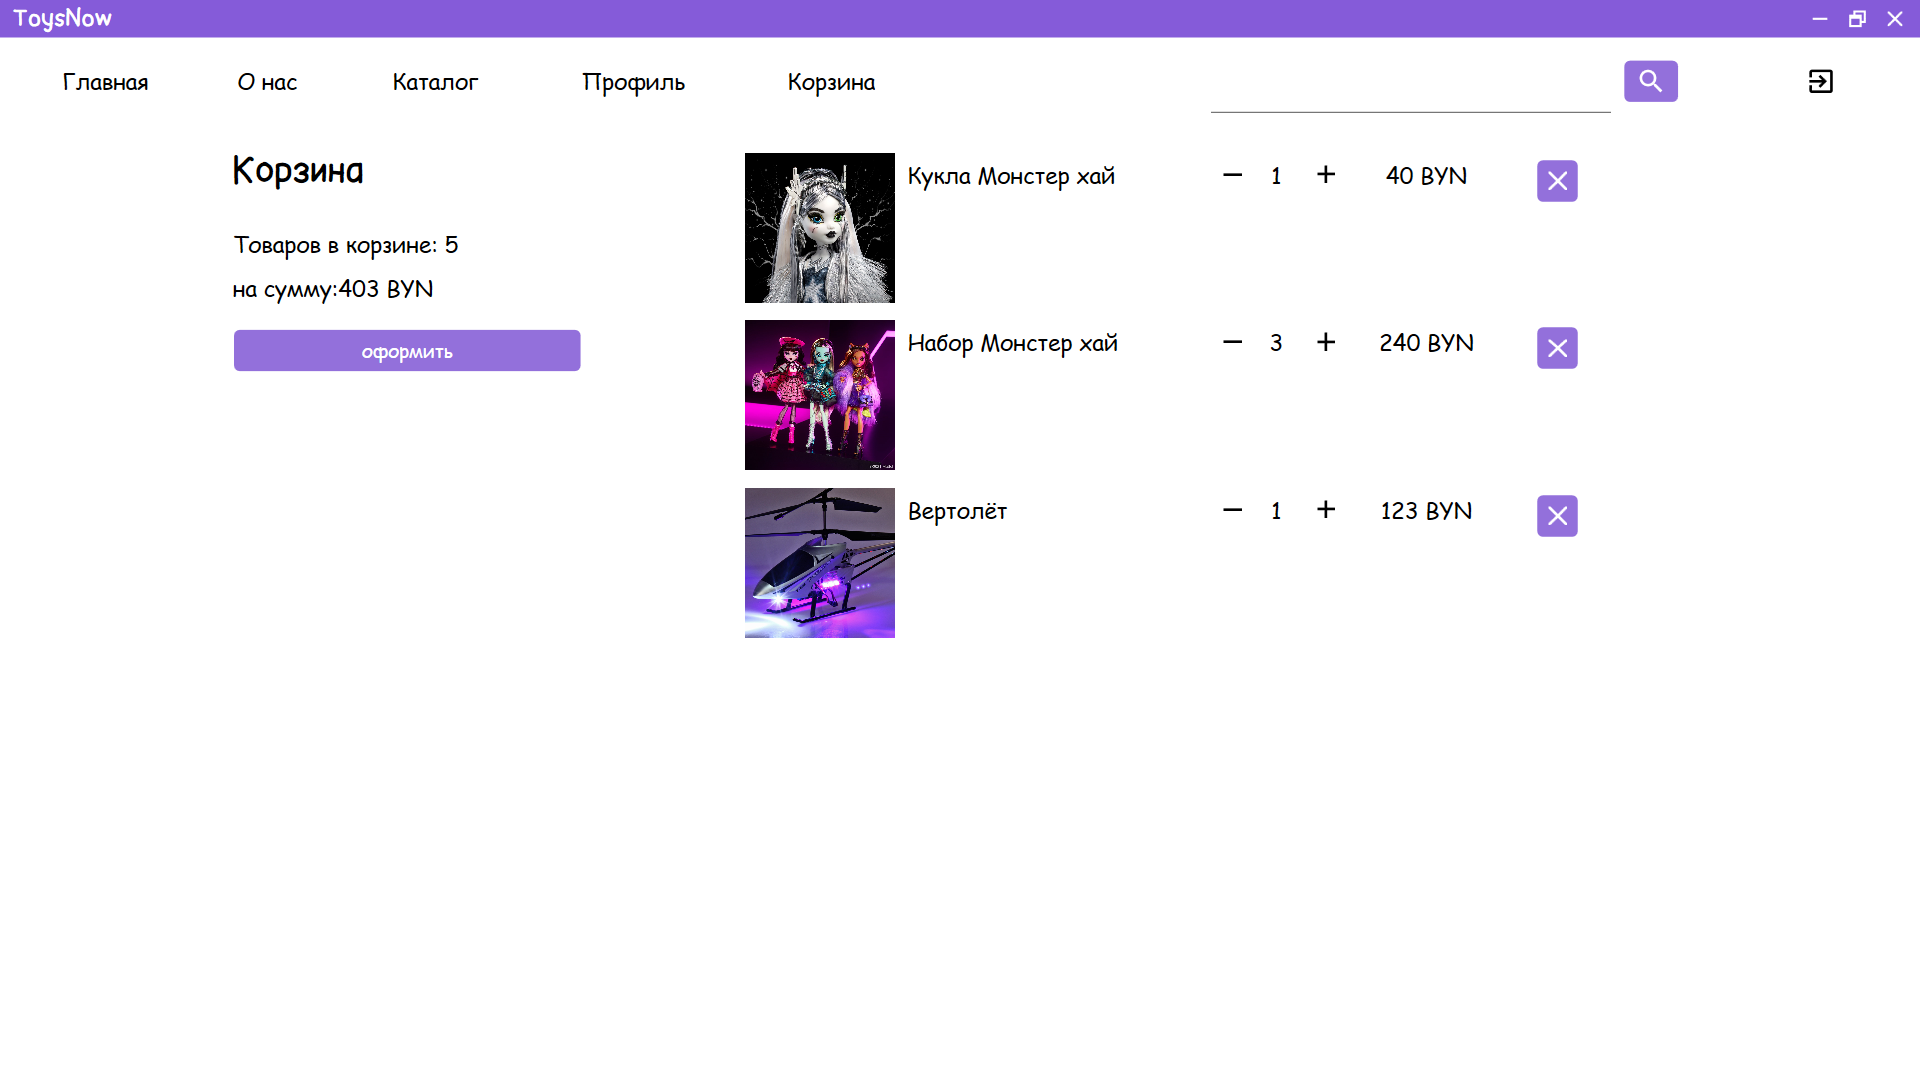 ToysNow
Главная
О нас
Каталог
Профиль
Корзина
Корзина
Товаров в корзине: 5
на сумму:403 BYN
оформить
Кукла Монстер хай
1
40 BYN
Набор Монстер хай
3
240 BYN
Вертолёт
1
123 BYN